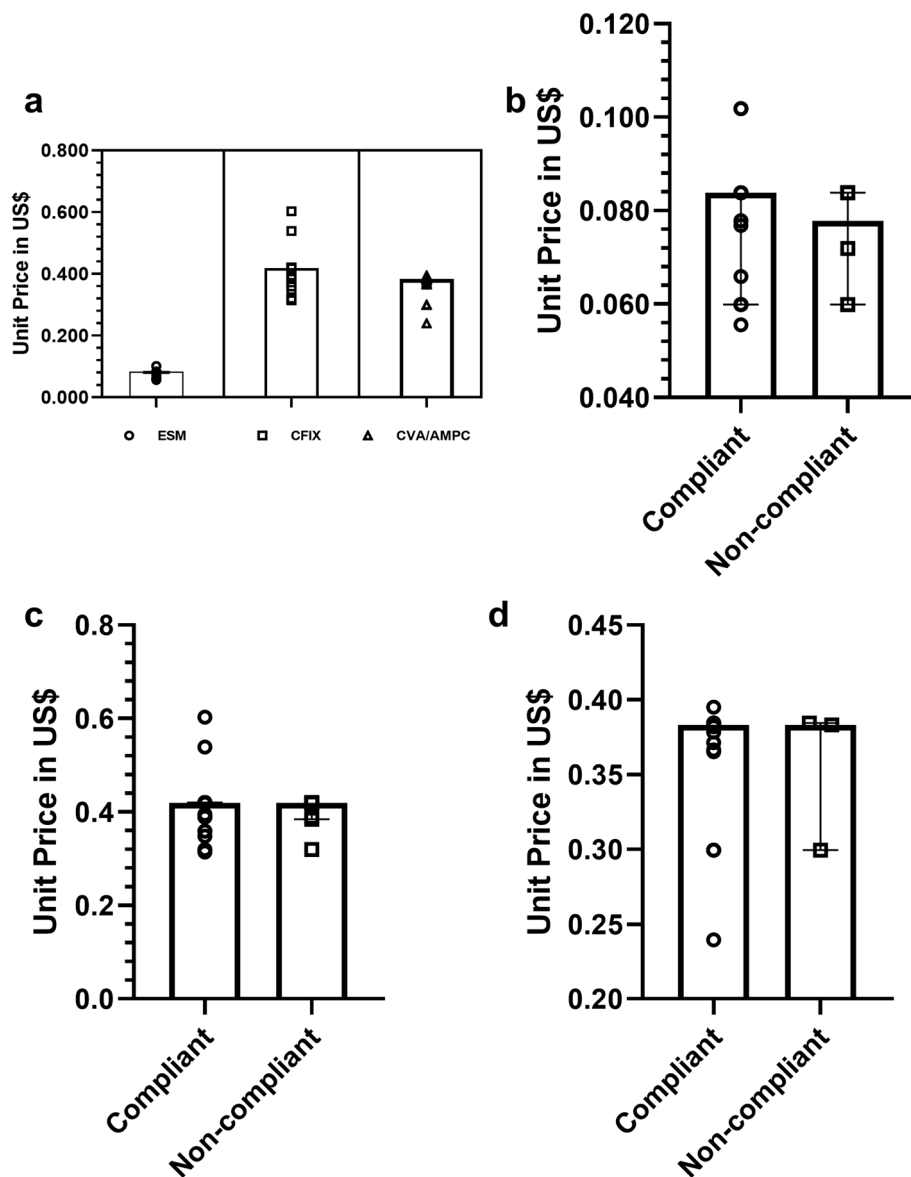 a
Unit Price in US$
0.800
0.600
0.400
0.200
0.000
ESM
CFIX
CVA/AMPC
b
Unit Price in US$
0.120
0.100
0.080
0.060
0.040
Compliant
Non-compliant
c
Unit Price in US$
0.8
0.6
0.4
0.2
0.0
Compliant
Non-compliant
d
Unit Price in US$
0.45
0.40
0.35
0.30
0.25
0.20
Compliant
Non-compliant